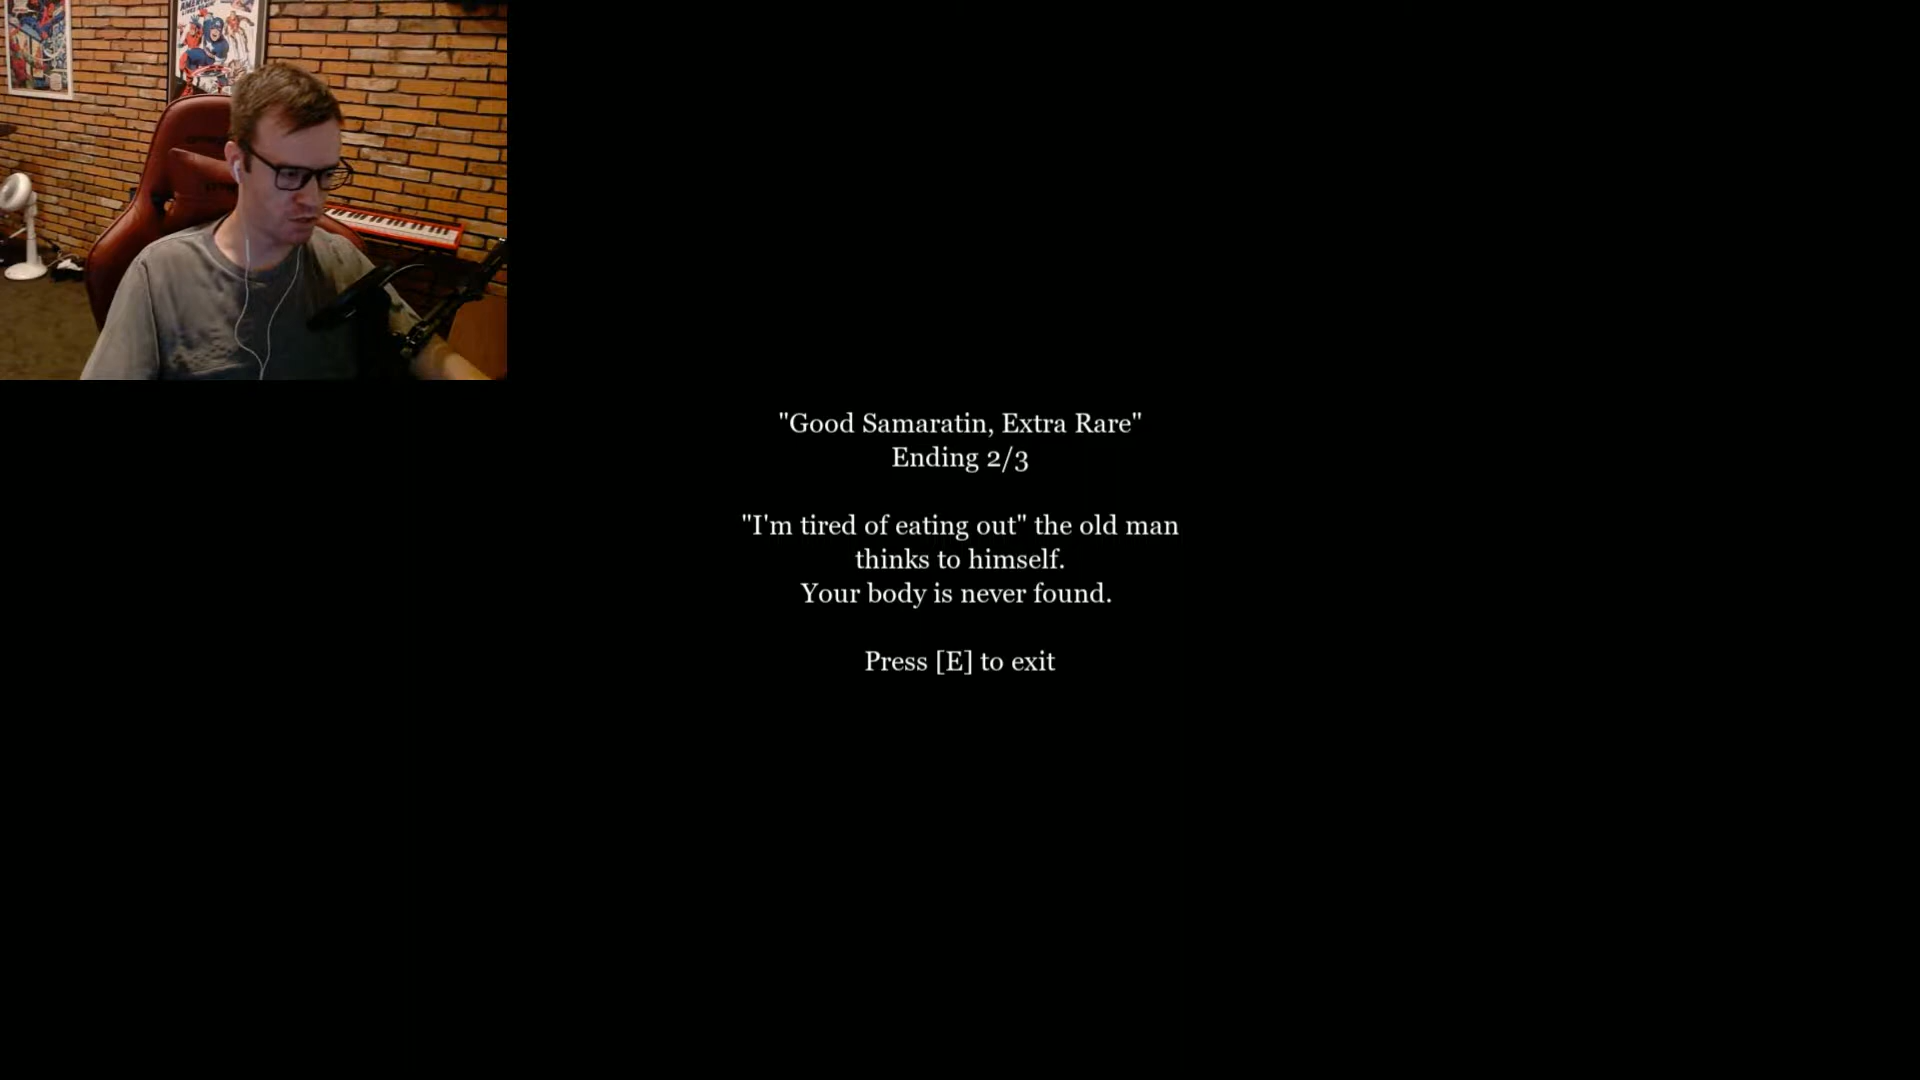 "Good Samaratin, Extra Rare"
Ending 2/3
"I'm tired of eating out" the old man
thinks to himself.
Your body is never found.
Press [E] to exit